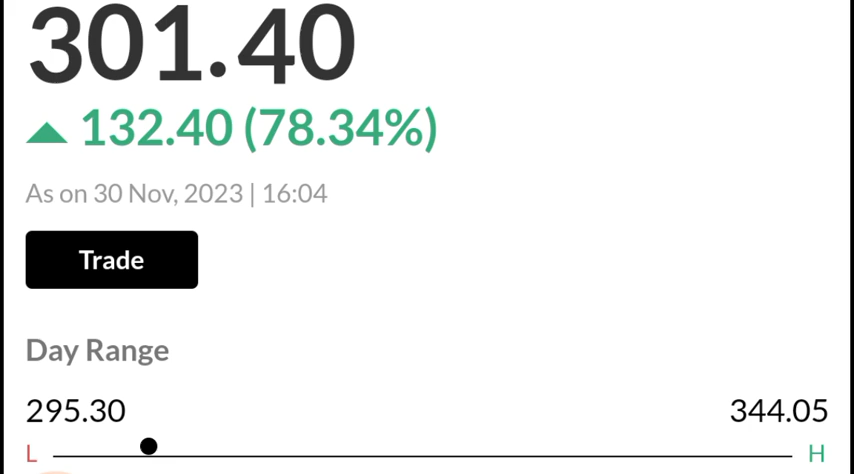 301.40
▲ 132.40 (78.34%)
As on 30 Nov, 2023 | 16:04
Trade
Day Range
295.30 344.05
L H